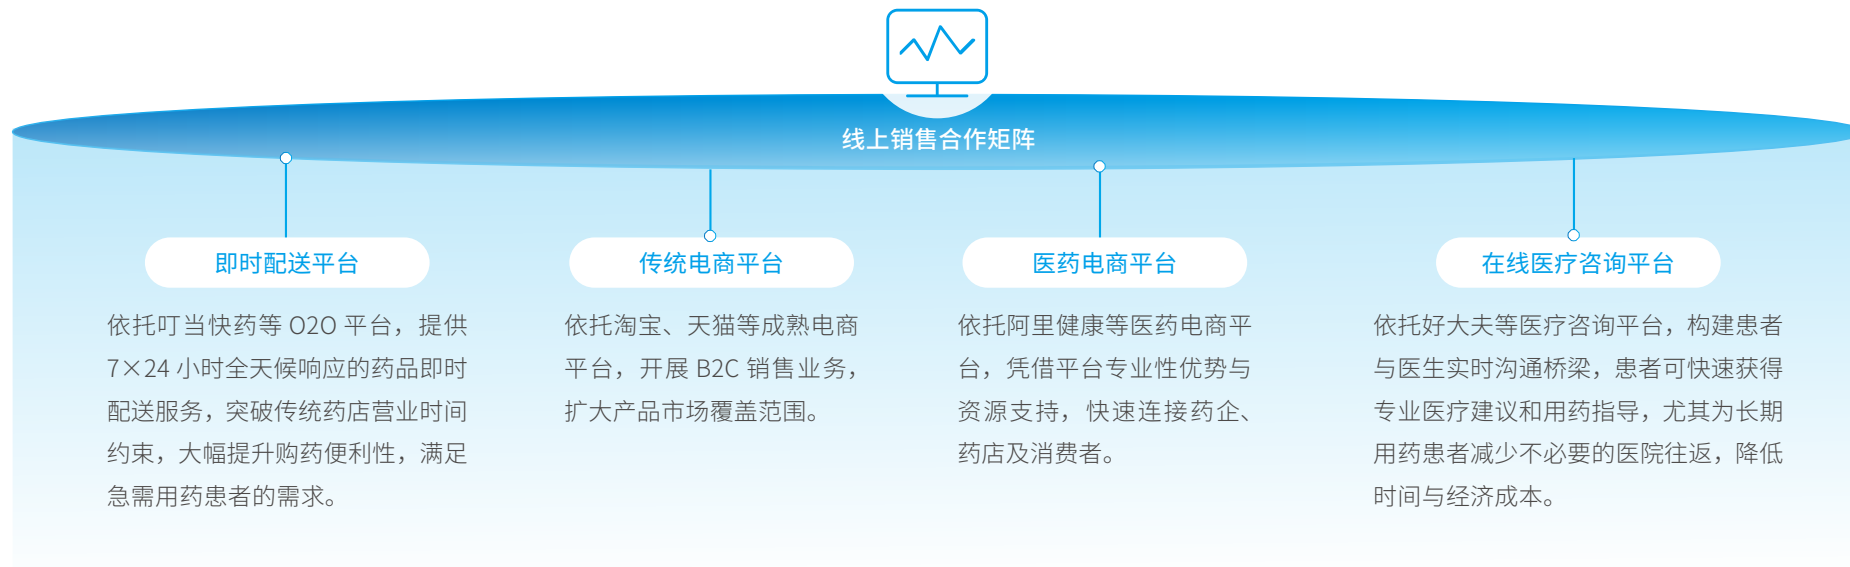 线上销售合作矩阵
即时配送平台
依托叮当快药等 O2O 平台，提供
7×24 小时全天候响应的药品即时
配送服务，突破传统药店营业时间
约束，大幅提升购药便利性，满足
急需用药患者的需求。
传统电商平台
依托淘宝、天猫等成熟电商
平台，开展 B2C 销售业务，
扩大产品市场覆盖范围。
医药电商平台
依托阿里健康等医药电商平
台，凭借平台专业性优势与
资源支持，快速连接药企、
药店及消费者。
在线医疗咨询平台
依托好大夫等医疗咨询平台，构建患者
与医生实时沟通桥梁，患者可快速获得
专业医疗建议和用药指导，尤其为长期
用药患者减少不必要的医院往返，降低
时间与经济成本。